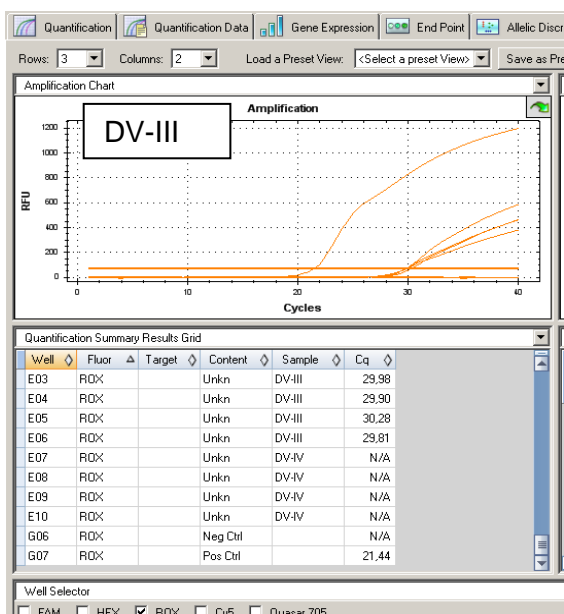 Quantification Quantification Data Gene Expression End Point Allelic Discr
Rows: 3 Columns: 2 Load a Preset View: <Select a preset View> Save as Pre
Amplification Chart
Amplification
DV-III
1200
1000
800
600
400
200
0
RFU
0 10 20 30 40
Cycles
Quantification Summary Results Grid
Well Fluor Target Content Sample Cq
E03 ROX Unkn DV-III 29,98
E04 ROX Unkn DV-III 29,90
E05 ROX Unkn DV-III 30,28
E06 ROX Unkn DV-III 29,81
E07 ROX Unkn DV-IV N/A
E08 ROX Unkn DV-IV N/A
E09 ROX Unkn DV-IV N/A
E10 ROX Unkn DV-IV N/A
G06 ROX Neg Ctrl N/A
G07 ROX Pos Ctrl 21,44
Well Selector
FAM HEX ROX Cy5 Quasar 705